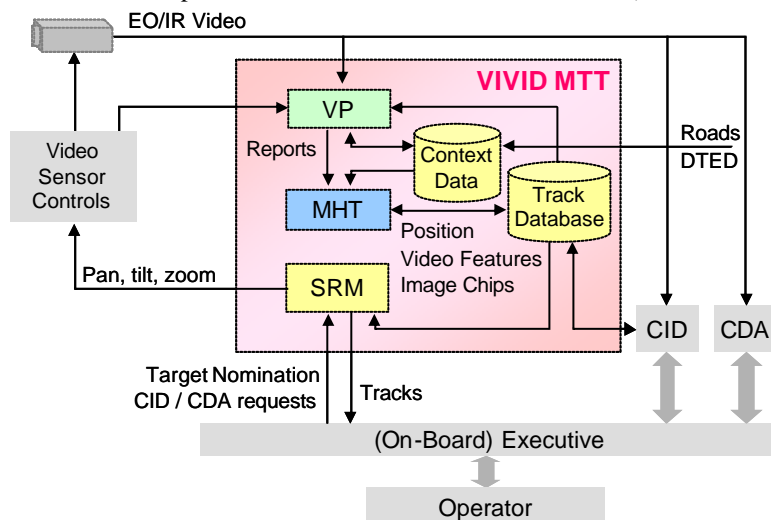 EO/IR Video
VIVID MTT
VP
Video
Sensor
Controls
Reports
Context
Data
Roads
DTED
Track
Database
MHT
Position
Video Features
Image Chips
Pan, tilt, zoom
SRM
CID
CDA
Target Nomination
CID / CDA requests
Tracks
(On-Board) Executive
Operator